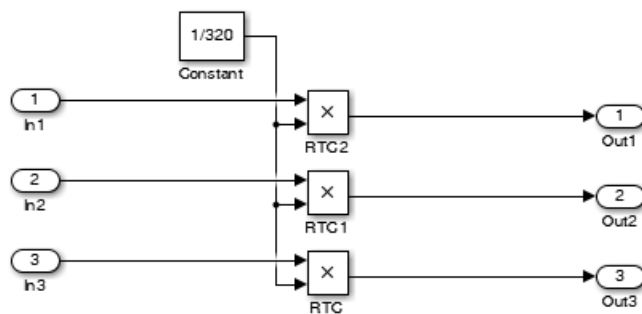 1/320
Constant
1
In1
×
RTC2
1
Out1
2
In2
×
RTC1
2
Out2
3
In3
×
RTC
3
Out3